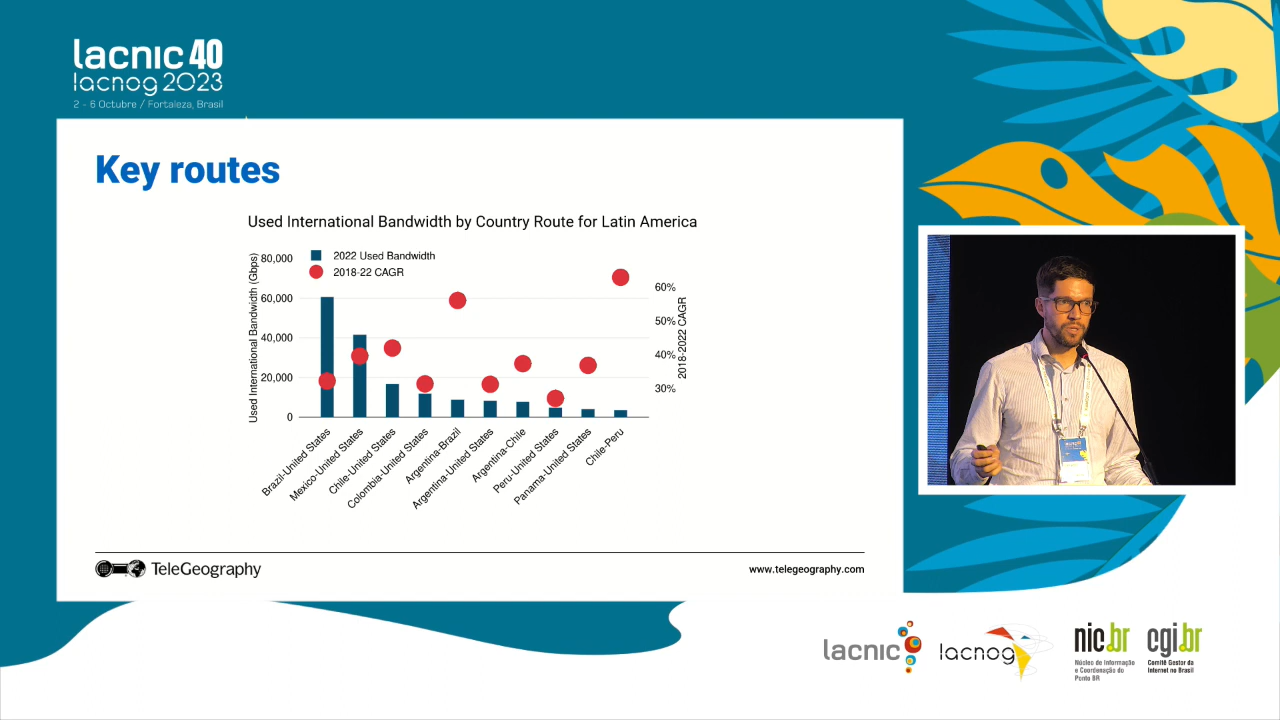 lacnic 40
lacnog 2023
2 - 6 Octubre / Fortaleza, Brasil
Key routes
Used International Bandwidth by Country Route for Latin America
2022 Used Bandwidth
2018-22 CAGR
Used International Bandwidth (Gbps)
80,000
60,000
40,000
20,000
0
60%
50%
40%
30%
2018-2022 CAGR
Brazil-United States
Mexico-United States
Chile-United States
Colombia-United States
Argentina-Brazil
Argentina-United States
Argentina-Chile
Peru-United States
Panama-United States
Chile-Peru
TeleGeography
www.telegeography.com
lacnic
lacnog
nic.br
Núcleo de Informação
e Coordenação do
Ponto BR
cgi.br
Comitê Gestor da
Internet no Brasil